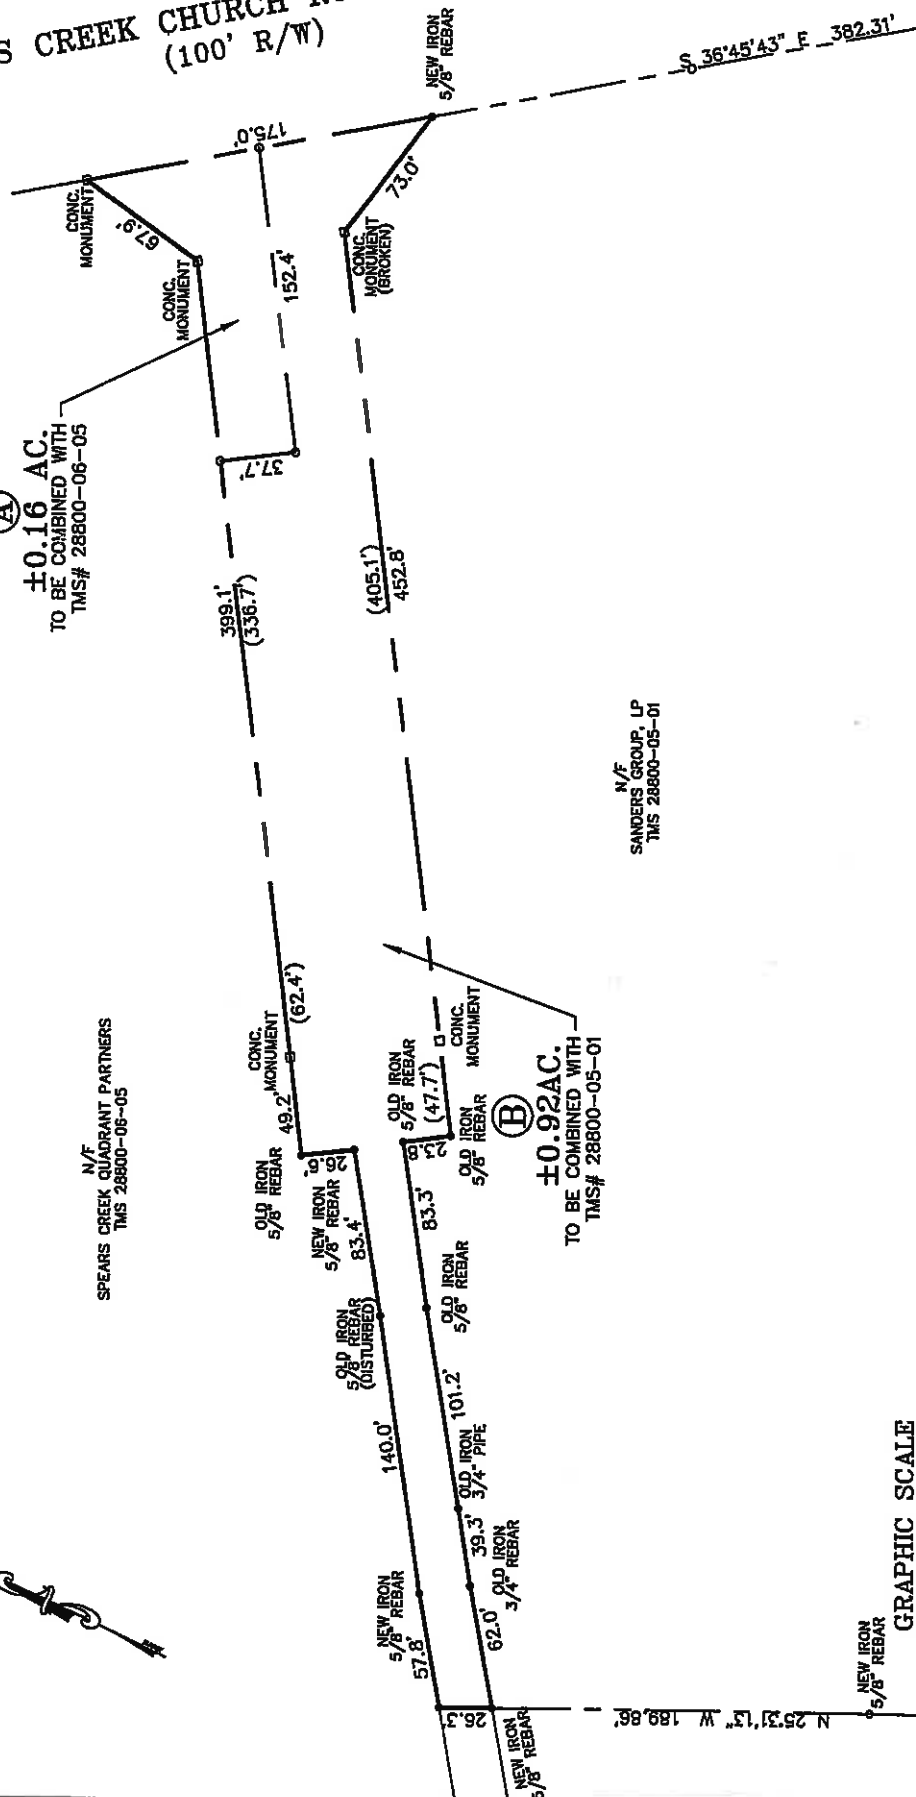 S CREEK CHURCH
(100' R/W)
NEW IRON
5/8" REBAR
S 36°45'43" E 382.31'
175.0'
CONC.
MONUMENT
67.9'
73.0'
CONC.
MONUMENT
CONC.
MONUMENT
(BROKEN)
152.4'
A
±0.16 AC.
TO BE COMBINED WITH
TMS# 28800-06-05
37.7'
399.1'
(336.7')
(405.1')
452.8'
N/F
SANDERS GROUP, LP
TMS 28800-05-01
N/F
SPEARS CREEK QUADRANT PARTNERS
TMS 28800-06-05
(62.4')
CONC.
MONUMENT
49.2'
CONC.
MONUMENT
OLD IRON
5/8" REBAR
(47.7')
OLD IRON
5/8" REBAR
B
±0.92AC.
TO BE COMBINED WITH
TMS# 28800-05-01
OLD IRON
5/8" REBAR
26.6'
NEW IRON
5/8" REBAR
83.4'
83.3'
OLD IRON
5/8" REBAR
OLD IRON
5/8" REBAR
(DISTURBED)
140.0'
101.2'
OLD IRON
3/4" PIPE
39.3'
OLD IRON
3/4" REBAR
NEW IRON
5/8" REBAR
57.8'
62.0'
26.3'
NEW IRON
5/8" REBAR
N 25°31'13" W 189.86'
NEW IRON
5/8" REBAR
GRAPHIC SCALE